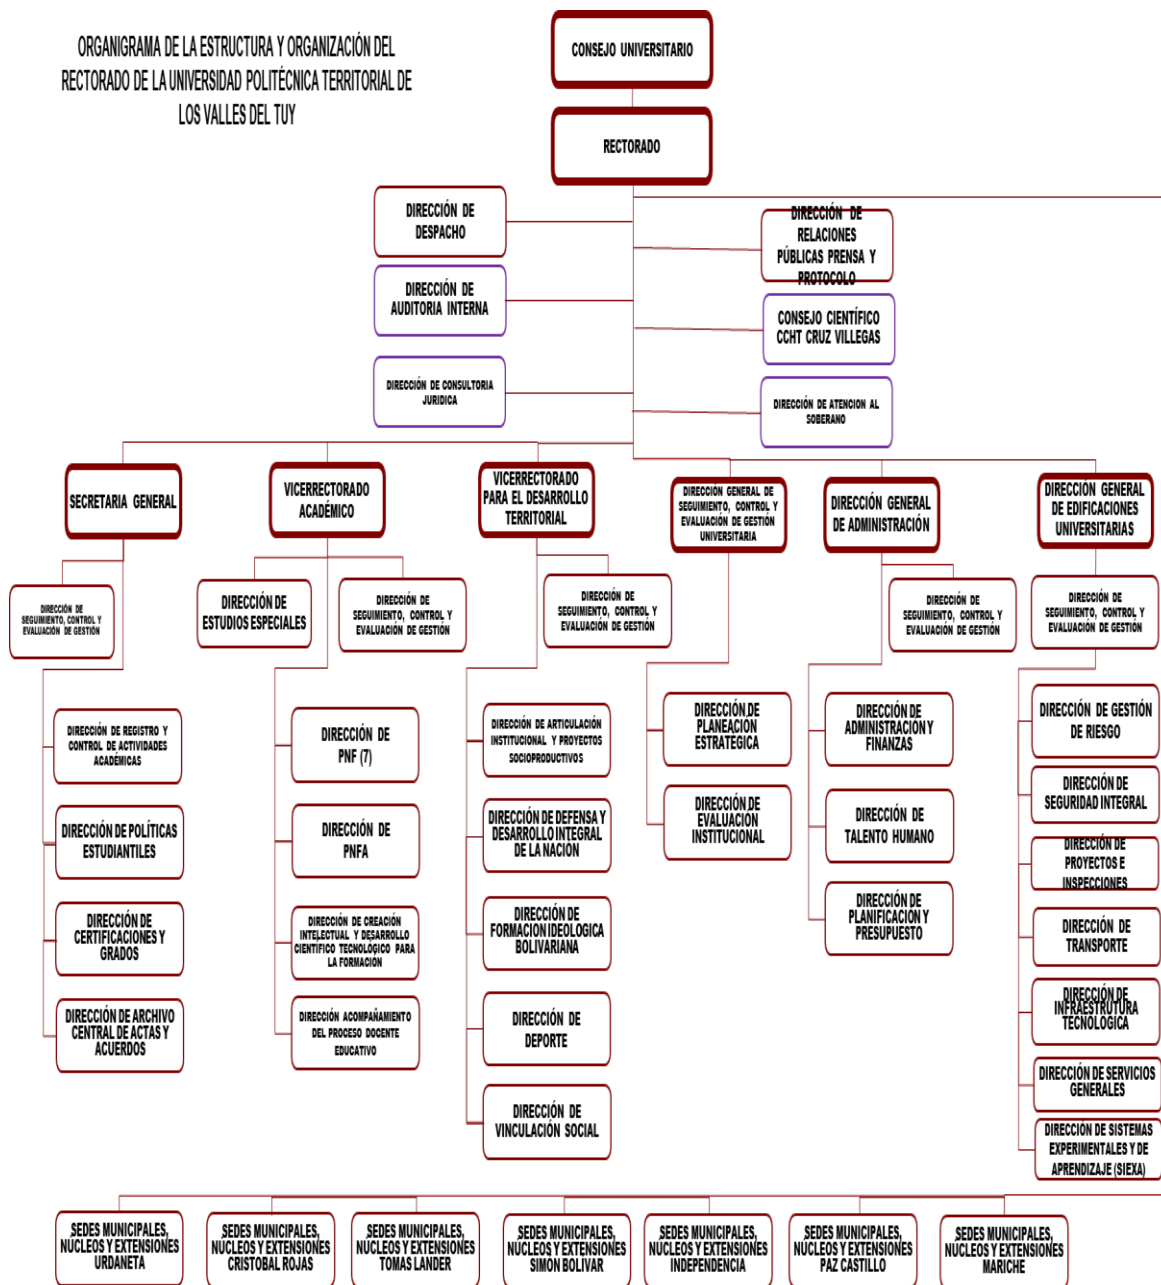 ORGANIGRAMA DE LA ESTRUCTURA Y ORGANIZACIÓN DEL
RECTORADO DE LA UNIVERSIDAD POLITÉCNICA TERRITORIAL DE
LOS VALLES DEL TUY
CONSEJO UNIVERSITARIO
RECTORADO
DIRECCIÓN DE
DESPACHO
DIRECCIÓN DE
RELACIONES
PÚBLICAS PRENSA Y
PROTOCOLO
DIRECCIÓN DE
AUDITORIA INTERNA
CONSEJO CIENTÍFICO
CCHT CRUZ VILLEGAS
DIRECCIÓN DE CONSULTORIA
JURIDICA
DIRECCIÓN DE ATENCION AL
SOBERANO
SECRETARIA GENERAL
VICERRECTORADO
ACADÉMICO
VICERRECTORADO
PARA EL DESARROLLO
TERRITORIAL
DIRECCIÓN GENERAL DE
SEGUIMIENTO, CONTROL Y
EVALUACIÓN DE GESTIÓN
UNIVERSITARIA
DIRECCIÓN GENERAL
DE ADMINISTRACIÓN
DIRECCIÓN GENERAL
DE EDIFICACIONES
UNIVERSITARIAS
DIRECCIÓN DE
SEGUIMIENTO, CONTROL Y
EVALUACIÓN DE GESTIÓN
DIRECCIÓN DE
ESTUDIOS ESPECIALES
DIRECCIÓN DE
SEGUIMIENTO, CONTROL Y
EVALUACIÓN DE GESTIÓN
DIRECCIÓN DE
SEGUIMIENTO, CONTROL Y
EVALUACIÓN DE GESTIÓN
DIRECCIÓN DE
SEGUIMIENTO, CONTROL Y
EVALUACIÓN DE GESTIÓN
DIRECCIÓN DE
SEGUIMIENTO, CONTROL Y
EVALUACIÓN DE GESTIÓN
DIRECCIÓN DE REGISTRO Y
CONTROL DE ACTIVIDADES
ACADÉMICAS
DIRECCIÓN DE POLÍTICAS
ESTUDIANTILES
DIRECCIÓN DE
CERTIFICACIONES Y
GRADOS
DIRECCIÓN DE ARCHIVO
CENTRAL DE ACTAS Y
ACUERDOS
DIRECCIÓN DE
PNF (7)
DIRECCIÓN DE
PNFA
DIRECCIÓN DE CREACIÓN
INTELECTUAL Y DESARROLLO
CIENTÍFICO TECNOLÓGICO PARA
LA FORMACION
DIRECCIÓN ACOMPAÑAMIENTO
DEL PROCESO DOCENTE
EDUCATIVO
DIRECCIÓN DE ARTICULACIÓN
INSTITUCIONAL Y PROYECTOS
SOCIOPRODUCTIVOS
DIRECCIÓN DE DEFENSA Y
DESARROLLO INTEGRAL
DE LA NACIÓN
DIRECCIÓN DE
FORMACION IDEOLOGICA
BOLIVARIANA
DIRECCIÓN DE
DEPORTE
DIRECCIÓN DE
VINCULACIÓN SOCIAL
DIRECCIÓN DE
PLANEACIÓN
ESTRATEGICA
DIRECCIÓN DE
EVALUACIÓN
INSTITUCIONAL
DIRECCIÓN DE
ADMINISTRACIÓN Y
FINANZAS
DIRECCIÓN DE
TALENTO HUMANO
DIRECCIÓN DE
PLANIFICACION Y
PRESUPUESTO
DIRECCIÓN DE GESTIÓN
DE RIESGO
DIRECCIÓN DE
SEGURIDAD INTEGRAL
DIRECCIÓN DE
PROYECTOS E
INSPECCIONES
DIRECCIÓN DE
TRANSPORTE
DIRECCIÓN DE
INFRAESTRUTURA
TECNOLÓGICA
DIRECCIÓN DE SERVICIOS
GENERALES
DIRECCIÓN DE SISTEMAS
EXPERIMENTALES Y DE
APRENDIZAJE (SIEXA)
SEDES MUNICIPALES,
NUCLEOS Y EXTENSIONES
URDANETA
SEDES MUNICIPALES,
NUCLEOS Y EXTENSIONES
CRISTOBAL ROJAS
SEDES MUNICIPALES,
NUCLEOS Y EXTENSIONES
TOMAS LANDER
SEDES MUNICIPALES,
NUCLEOS Y EXTENSIONES
SIMON BOLIVAR
SEDES MUNICIPALES,
NUCLEOS Y EXTENSIONES
INDEPENDENCIA
SEDES MUNICIPALES,
NUCLEOS Y EXTENSIONES
PAZ CASTILLO
SEDES MUNICIPALES,
NUCLEOS Y EXTENSIONES
MARICHE